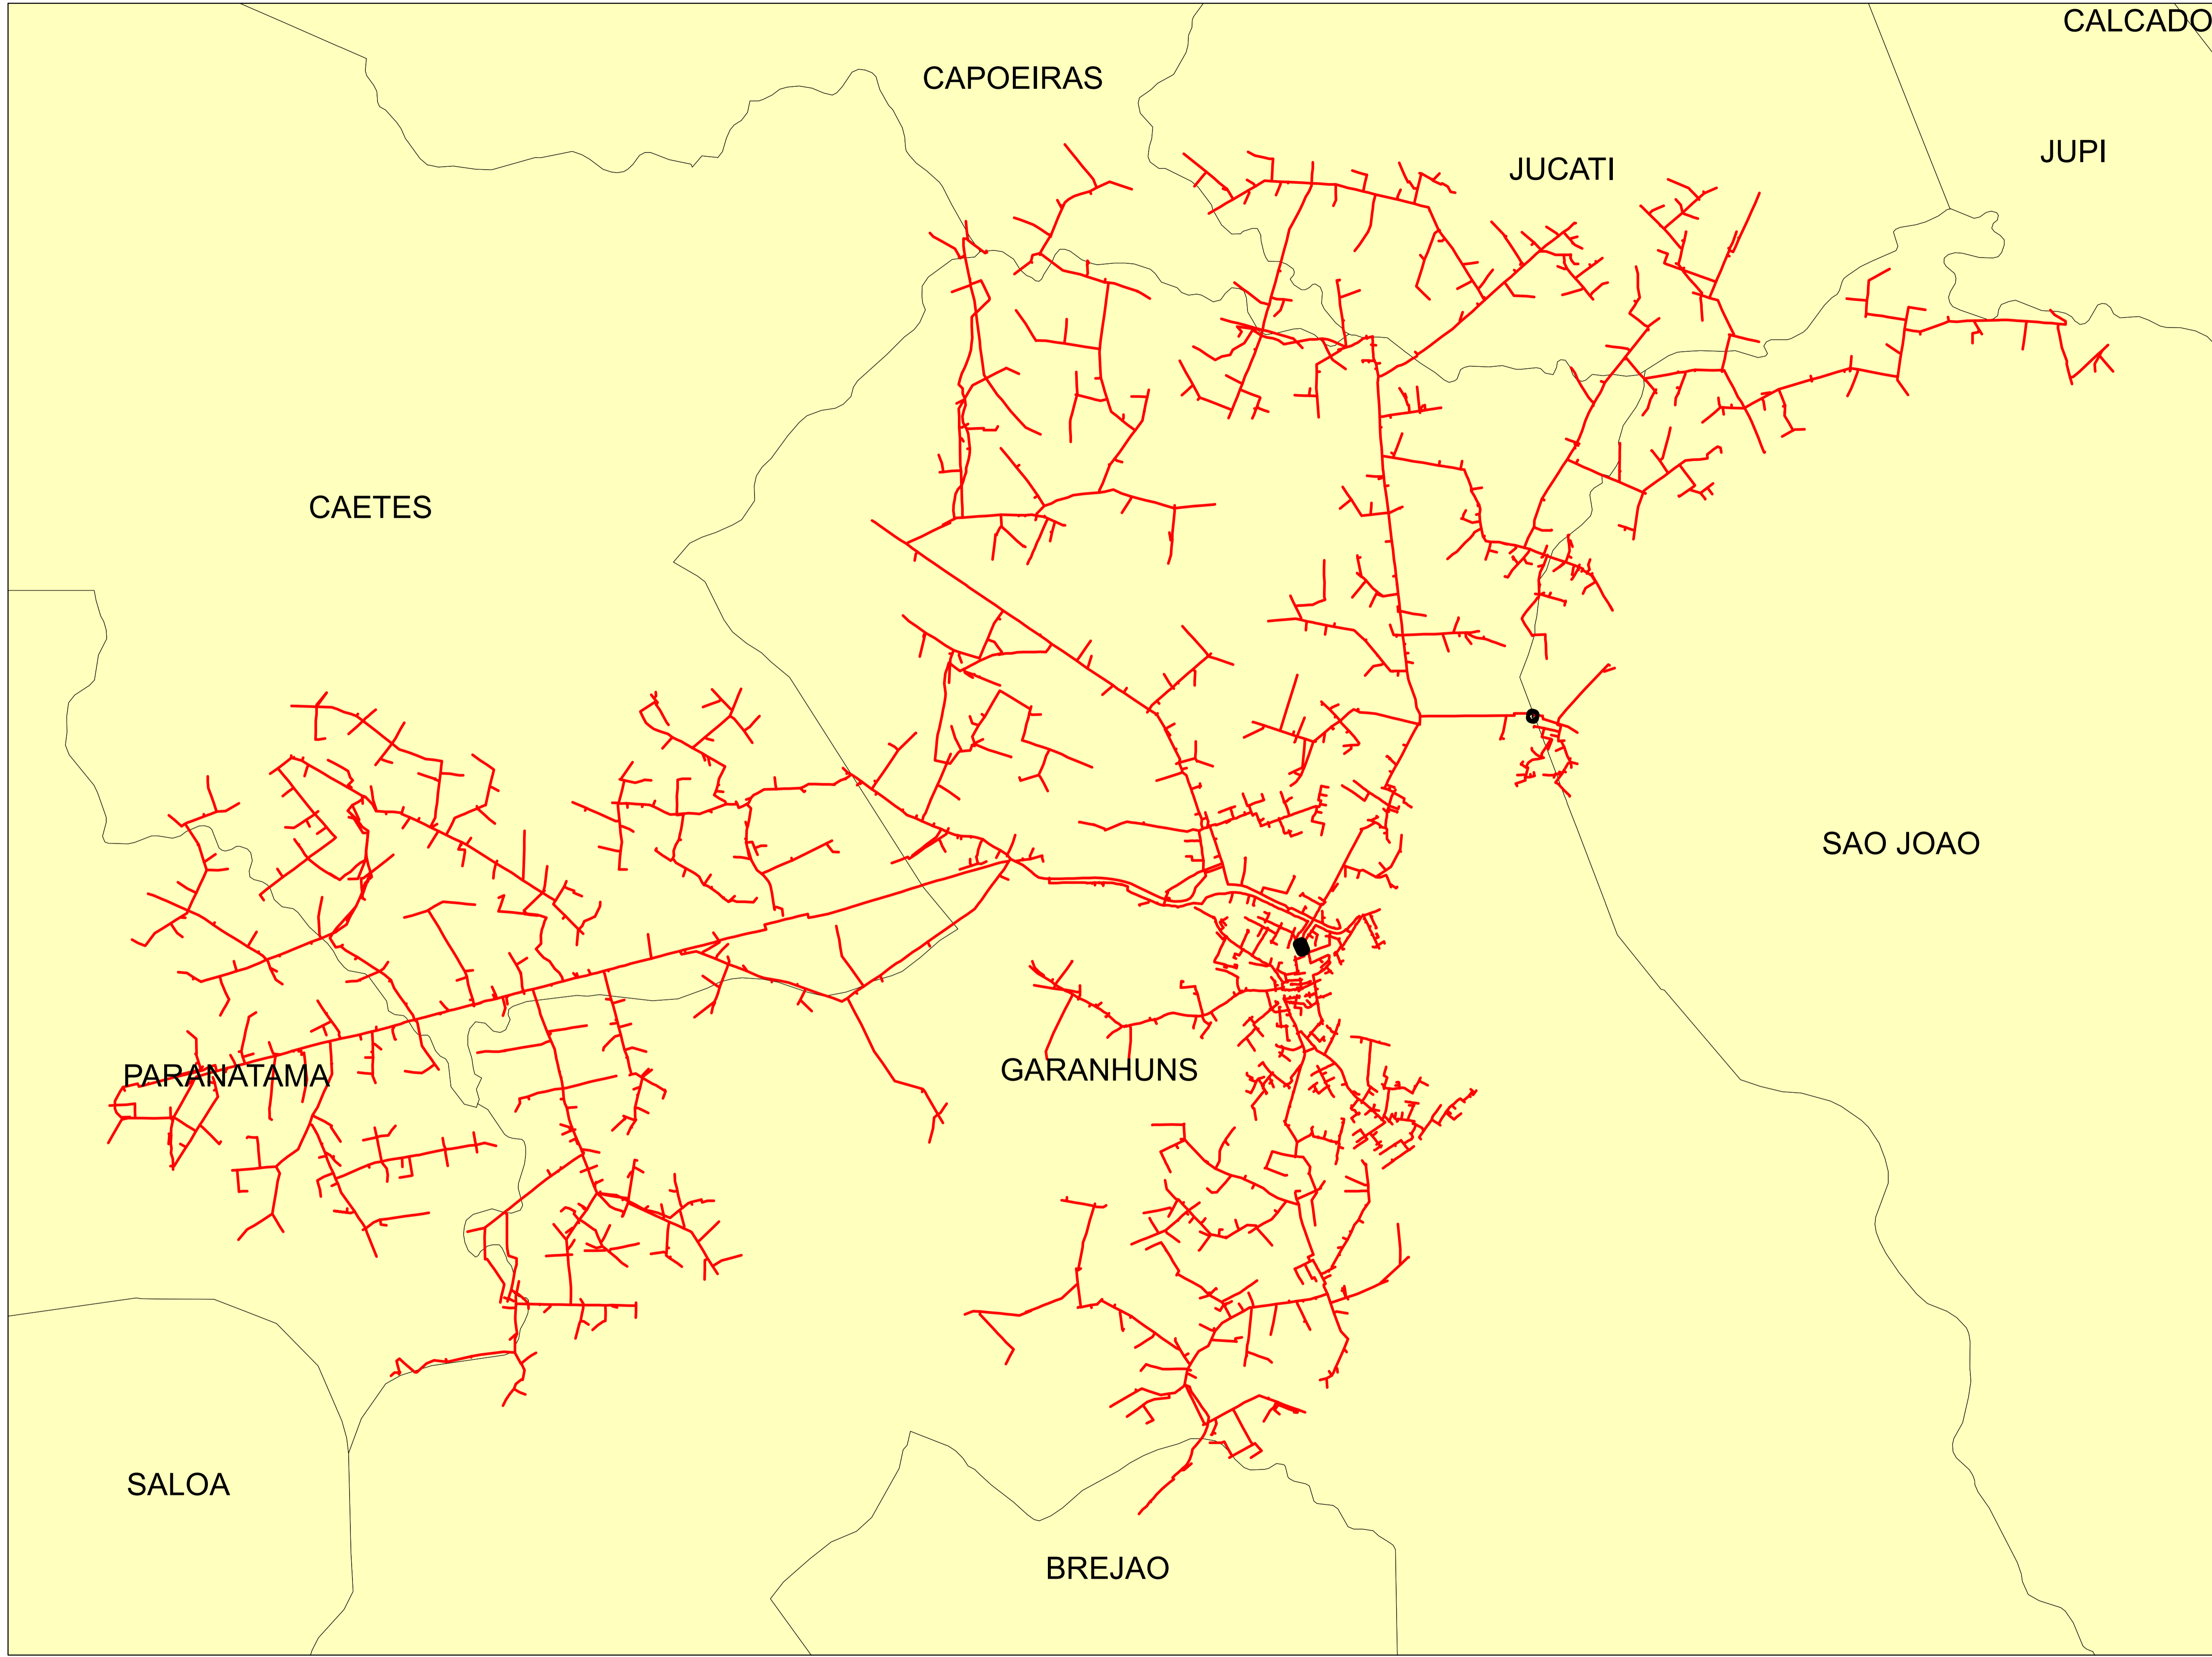 CALCADO
CAPOEIRAS
JUPI
JUCATI
CAETES
SAO JOAO
GARANHUNS
PARANATAMA
SALOA
BREJAO